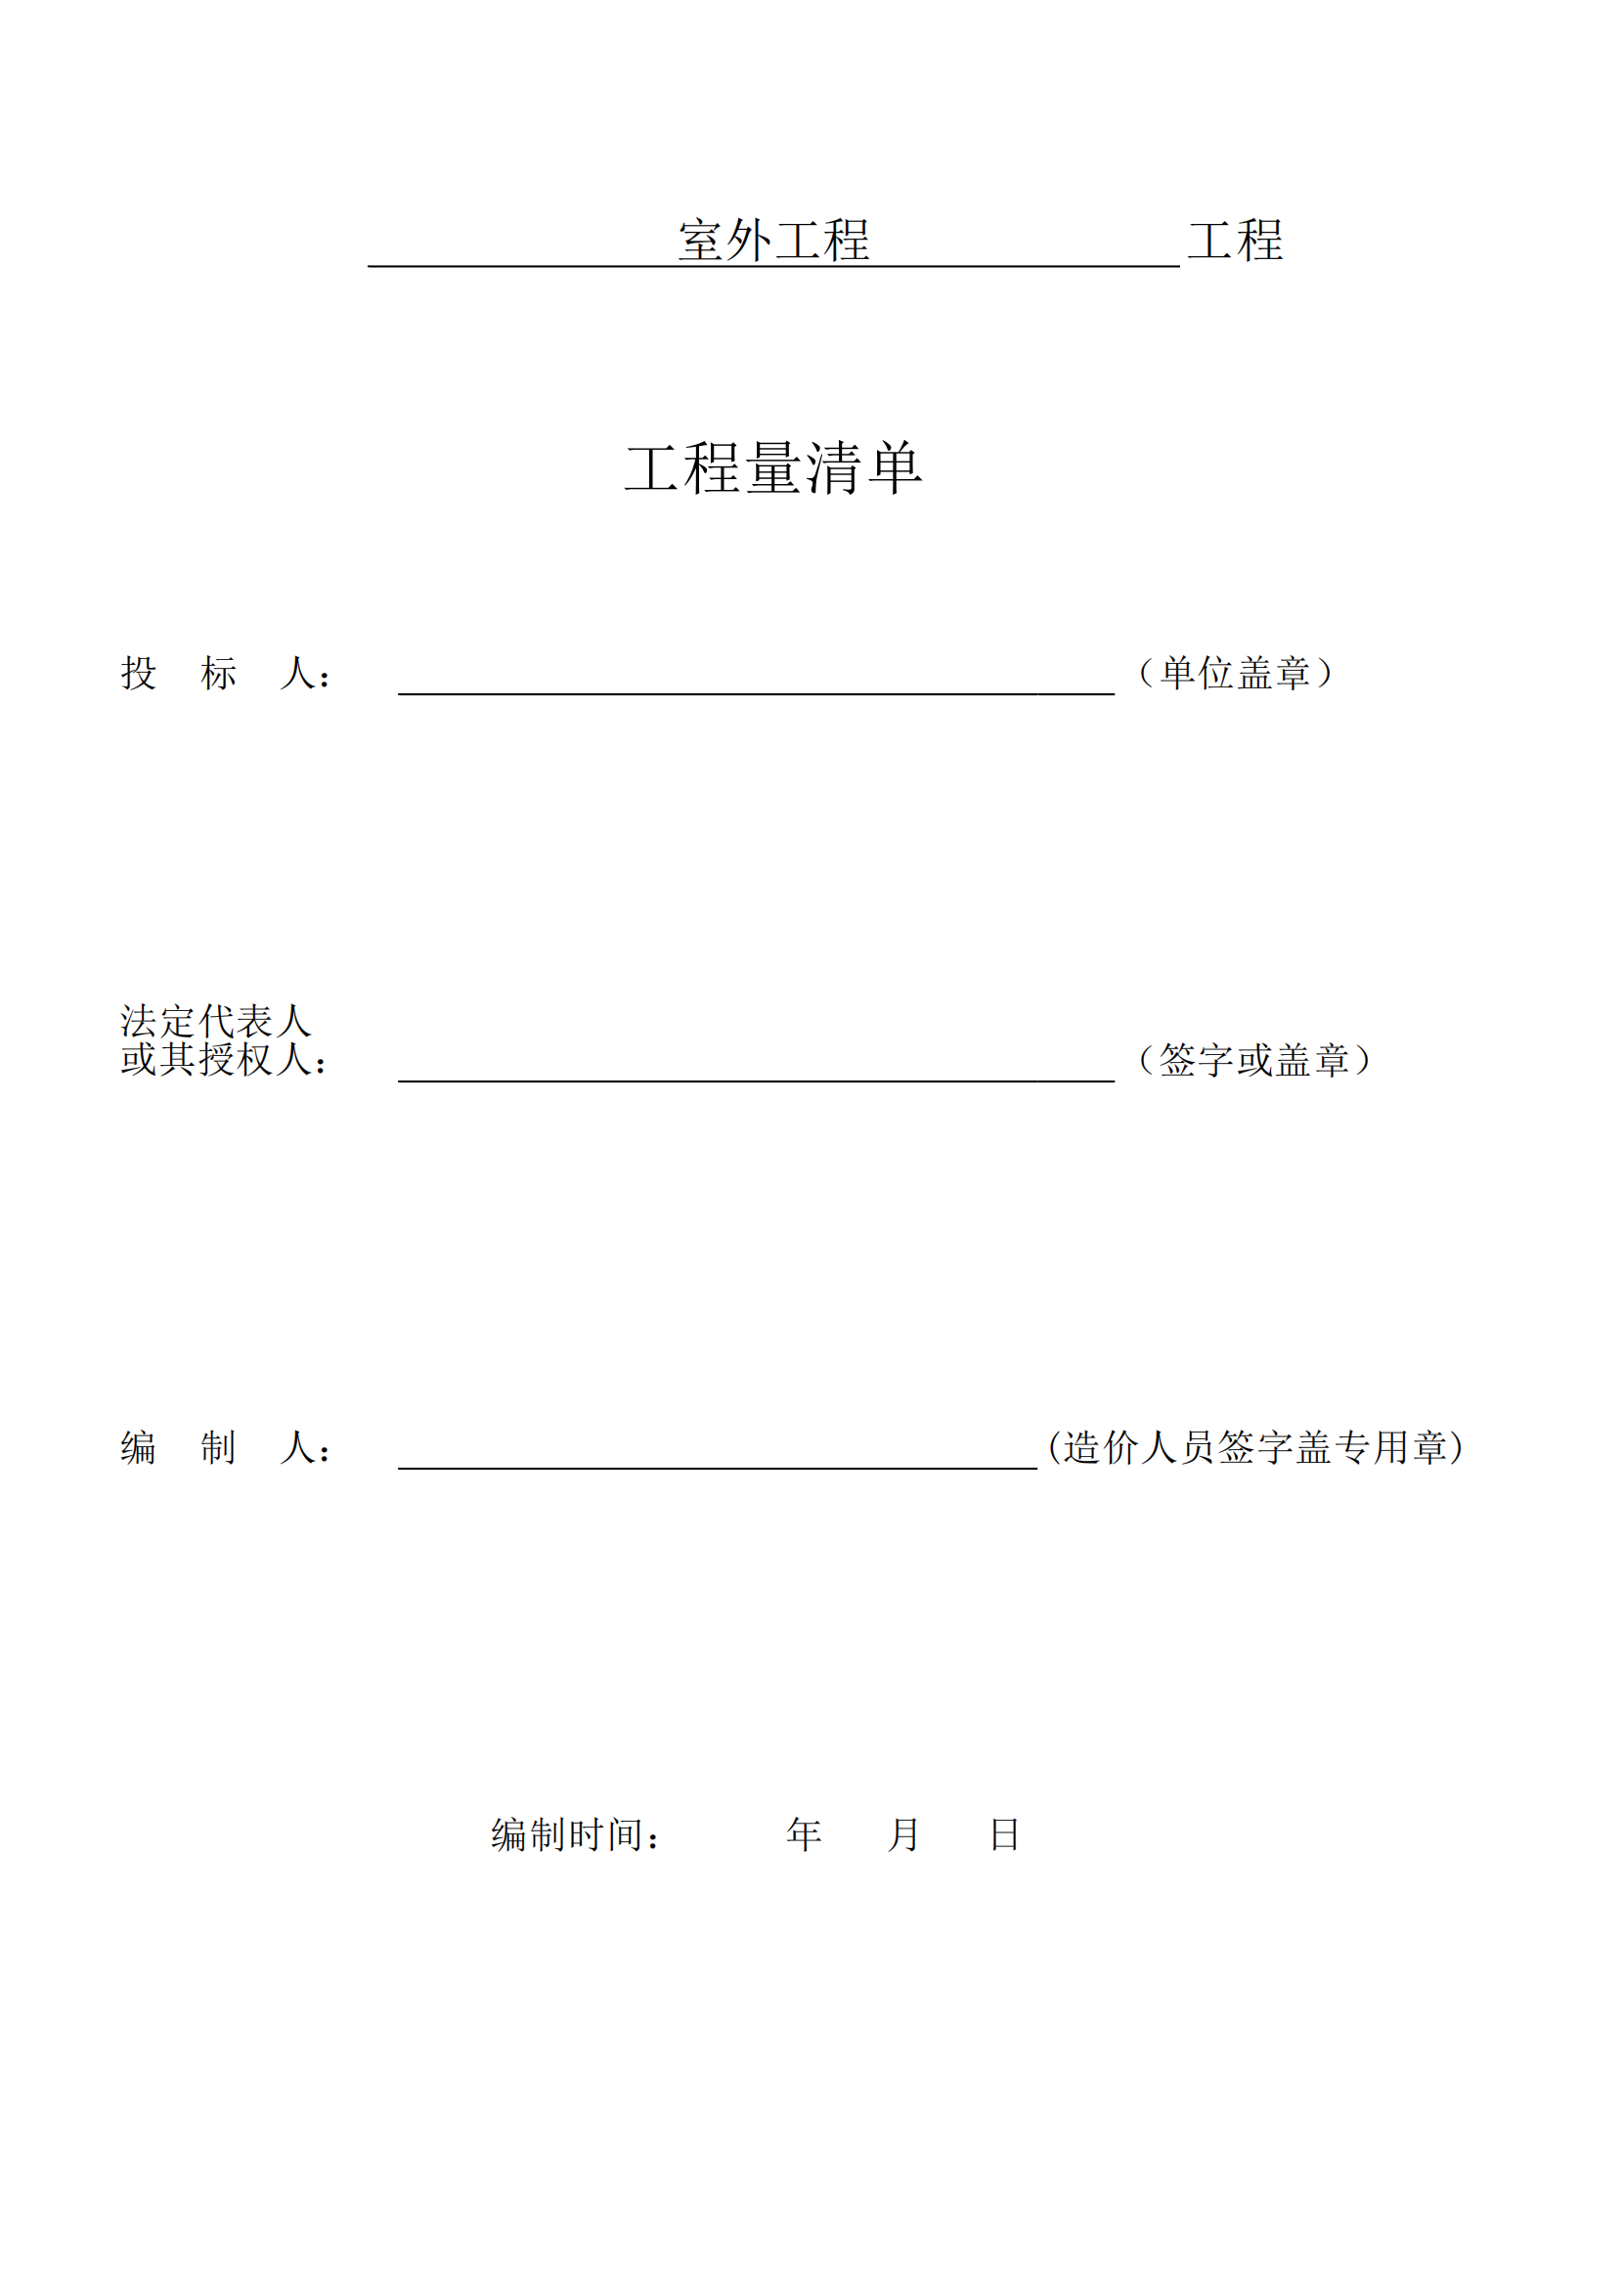 室外工程 工程
工程量清单
投 标 人： （单位盖章）
法定代表人
或其授权人： （签字或盖章）
编 制 人： (造价人员签字盖专用章)
编制时间： 年 月 日